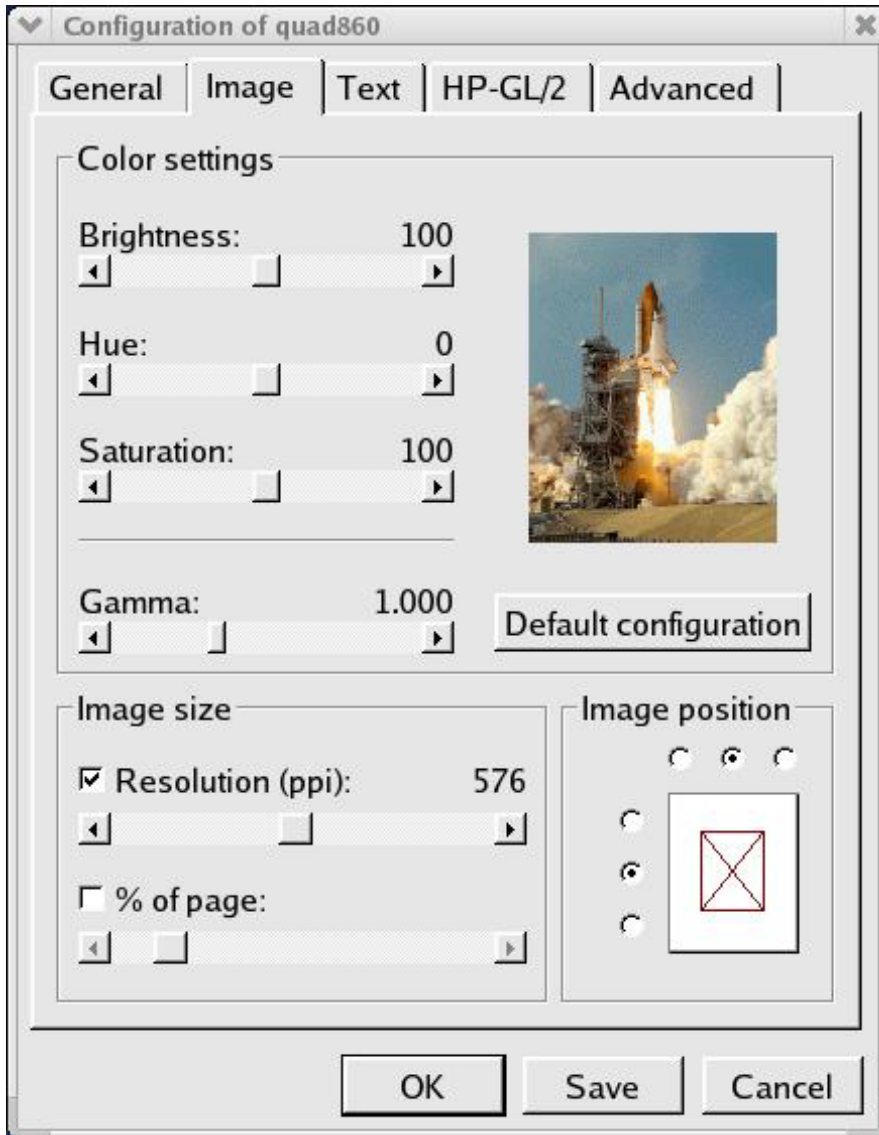 Configuration of quad860
General Image Text HP-GL/2 Advanced
Color settings
Brightness: 100
Hue: 0
Saturation: 100
Gamma: 1.000
Default configuration
Image size
Resolution (ppi): 576
% of page:
Image position
OK Save Cancel